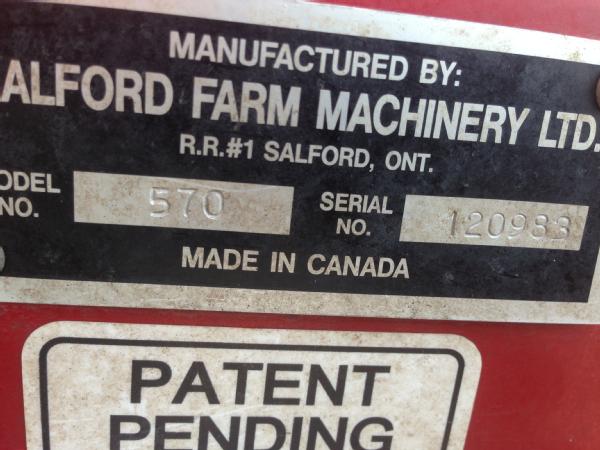 MANUFACTURED BY:
ALFORD FARM MACHINERY LTD.
R.R.#1 SALFORD, ONT.
ODEL NO. 570 SERIAL NO. 120983
MADE IN CANADA
PATENT
PENDING